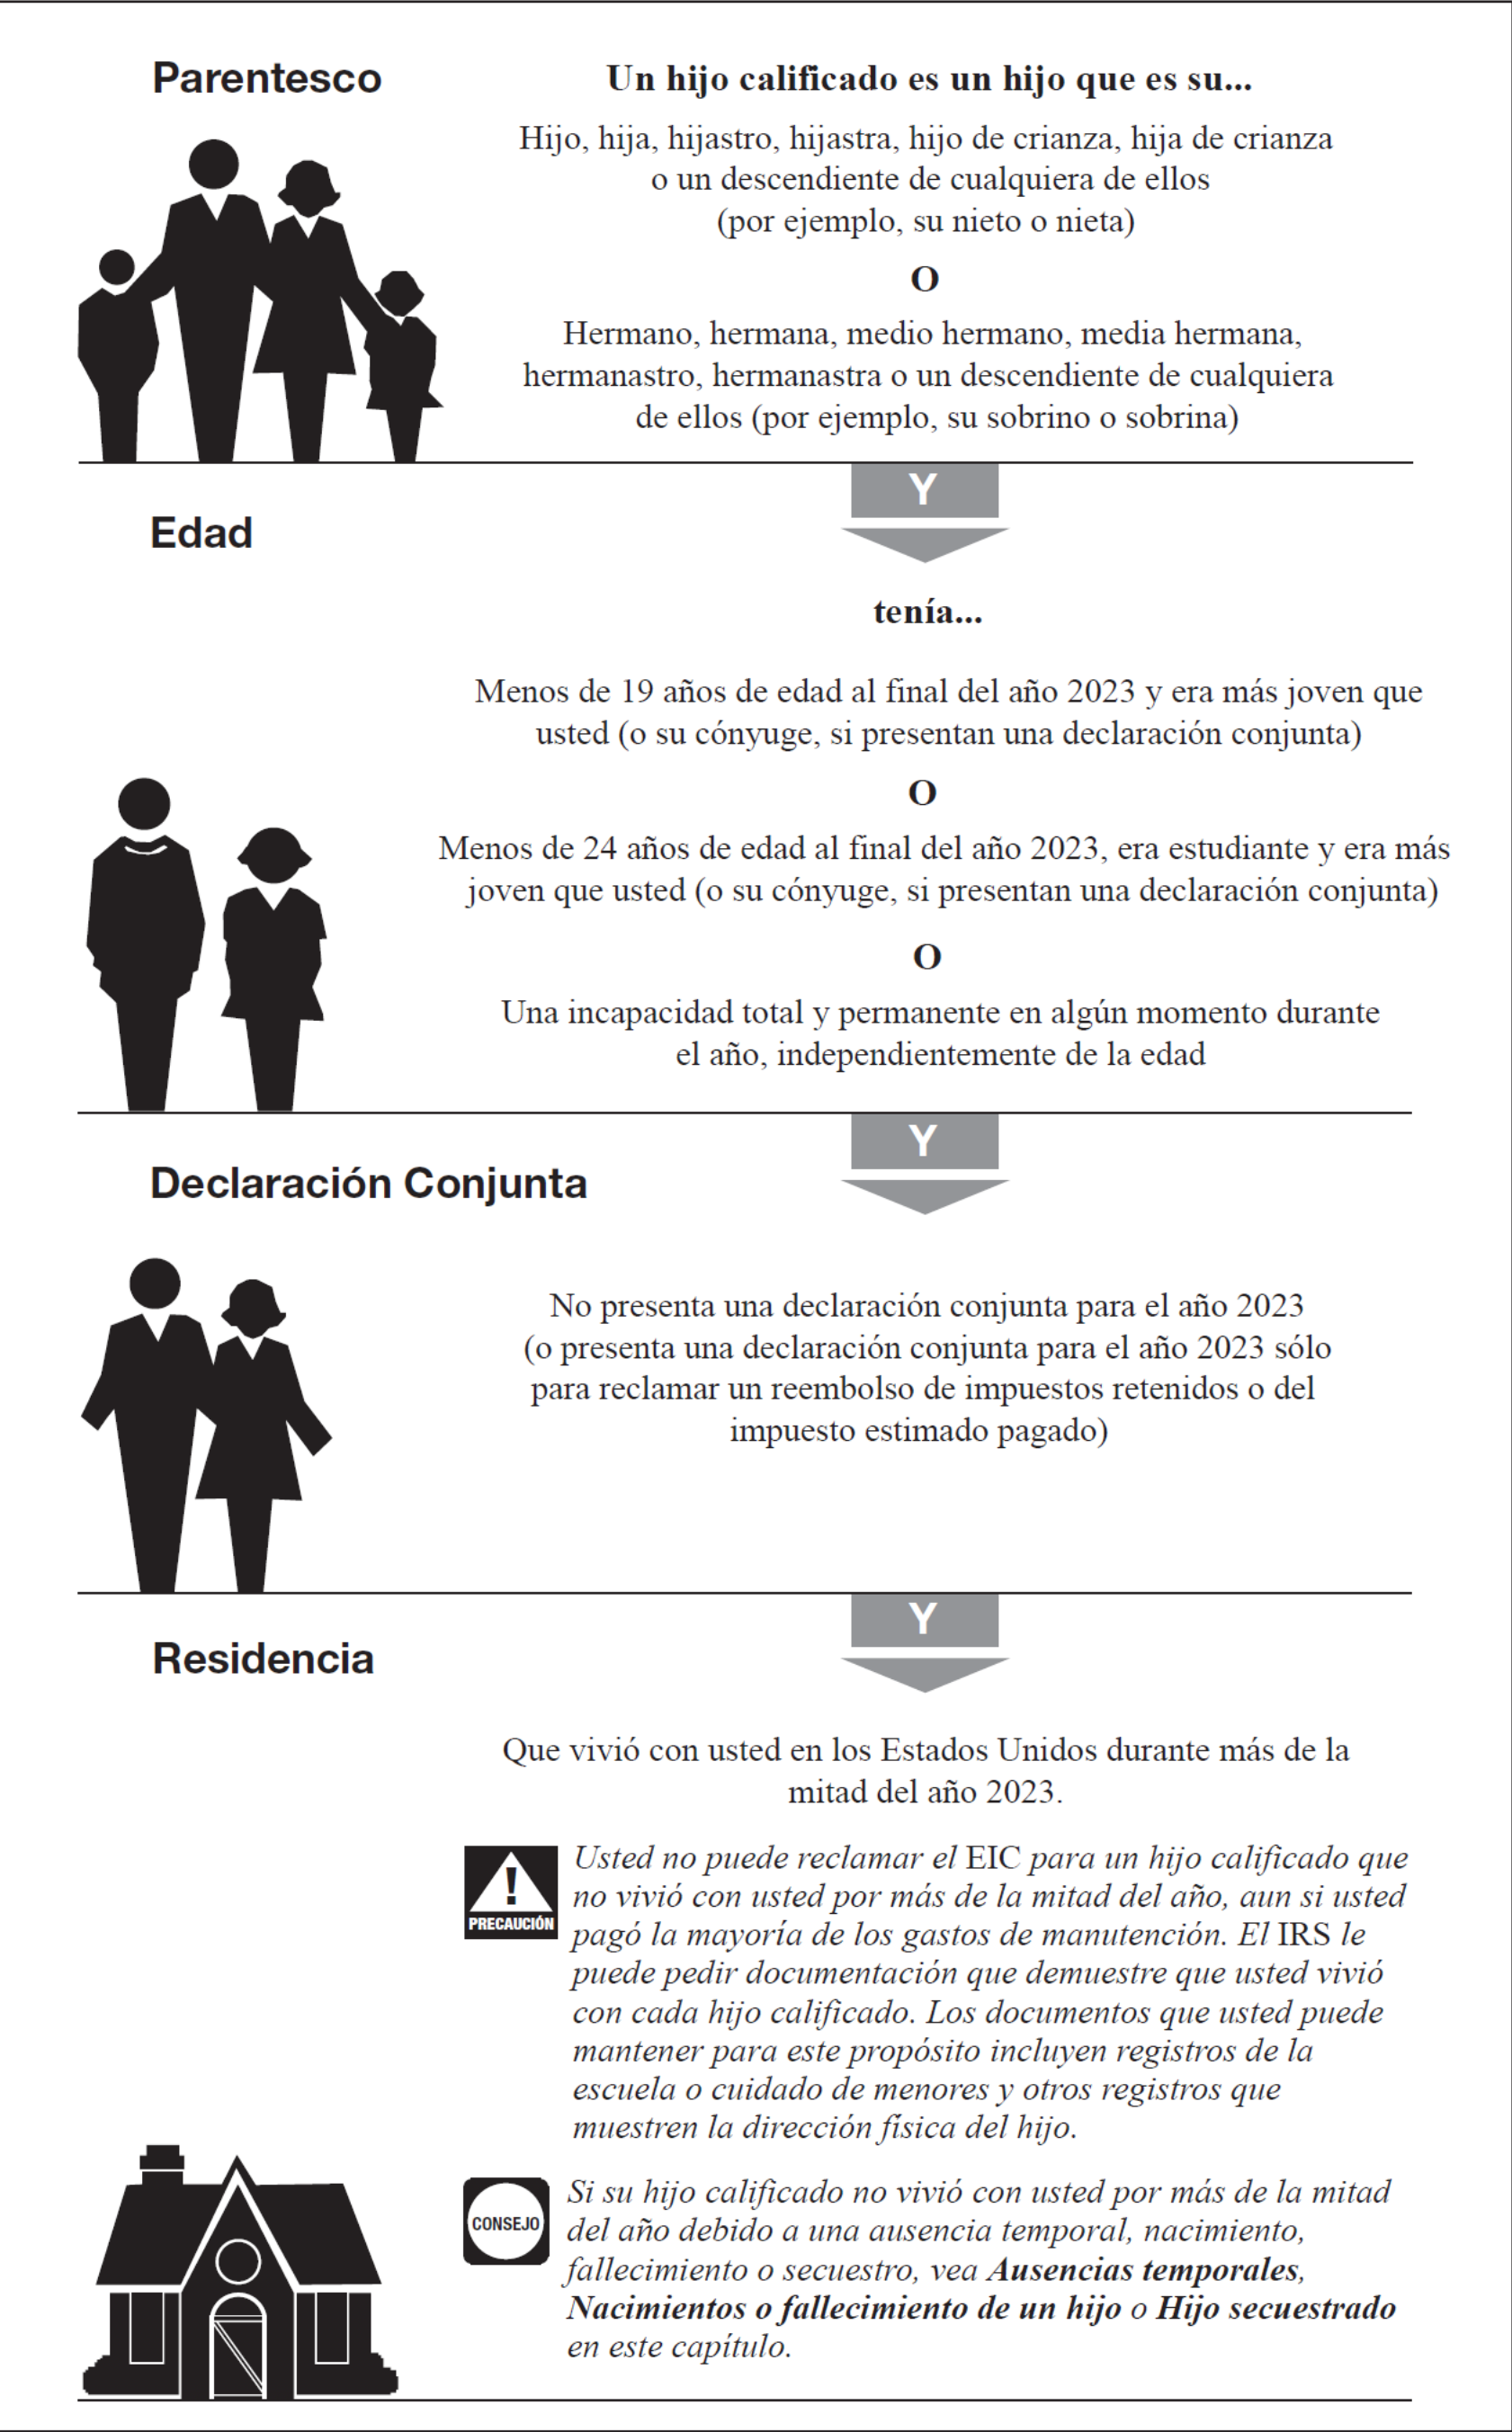 Parentesco
Un hijo calificado es un hijo que es su...
Hijo, hija, hijastro, hijastra, hijo de crianza, hija de crianza
o un descendiente de cualquiera de ellos
(por ejemplo, su nieto o nieta)
O
Hermano, hermana, medio hermano, media hermana,
hermanastro, hermanastra o un descendiente de cualquiera
de ellos (por ejemplo, su sobrino o sobrina)
Y
Edad
tenía...
Menos de 19 años de edad al final del año 2023 y era más joven que
usted (o su cónyuge, si presentan una declaración conjunta)
O
Menos de 24 años de edad al final del año 2023, era estudiante y era más
joven que usted (o su cónyuge, si presentan una declaración conjunta)
O
Una incapacidad total y permanente en algún momento durante
el año, independientemente de la edad
Y
Declaración Conjunta
No presenta una declaración conjunta para el año 2023
(o presenta una declaración conjunta para el año 2023 sólo
para reclamar un reembolso de impuestos retenidos o del
impuesto estimado pagado)
Y
Residencia
Que vivió con usted en los Estados Unidos durante más de la
mitad del año 2023.
! PRECAUCIÓN
Usted no puede reclamar el EIC para un hijo calificado que
no vivió con usted por más de la mitad del año, aun si usted
pagó la mayoría de los gastos de manutención. El IRS le
puede pedir documentación que demuestre que usted vivió
con cada hijo calificado. Los documentos que usted puede
mantener para este propósito incluyen registros de la
escuela o cuidado de menores y otros registros que
muestren la dirección física del hijo.
CONSEJO
Si su hijo calificado no vivió con usted por más de la mitad
del año debido a una ausencia temporal, nacimiento,
fallecimiento o secuestro, vea Ausencias temporales,
Nacimientos o fallecimiento de un hijo o Hijo secuestrado
en este capítulo.